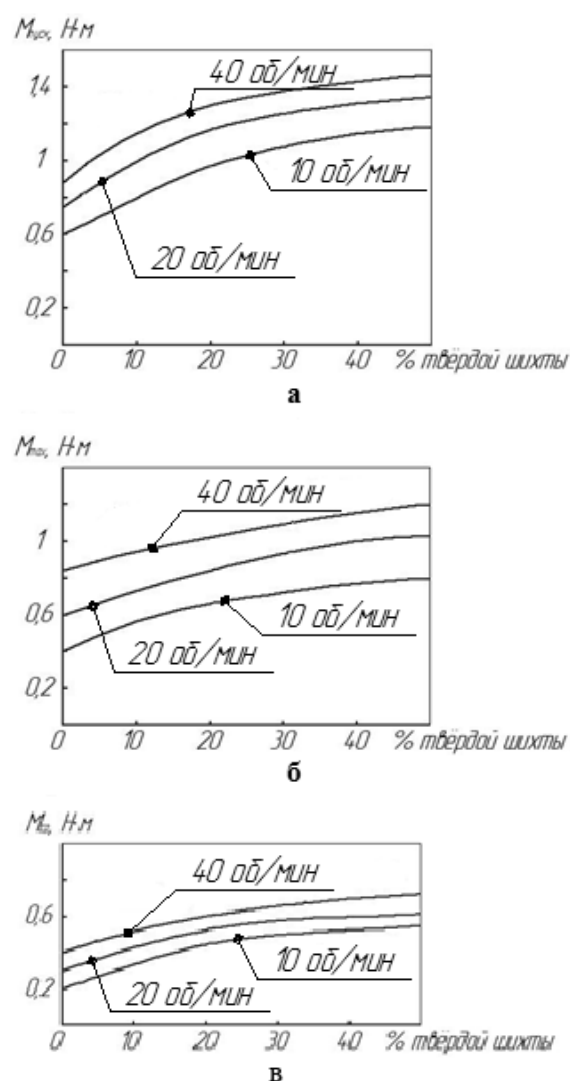 Мпуск, Н·м
1,4
1
0,6
0,2
40 об/мин
10 об/мин
20 об/мин
0 10 20 30 40 % твёрдой шихты
а
Мmax, Н·м
1
0,6
0,2
40 об/мин
10 об/мин
20 об/мин
0 10 20 30 40 % твёрдой шихты
б
Н·м
0,6
0,2
40 об/мин
10 об/мин
20 об/мин
0 10 20 30 40 % твёрдой шихты
в